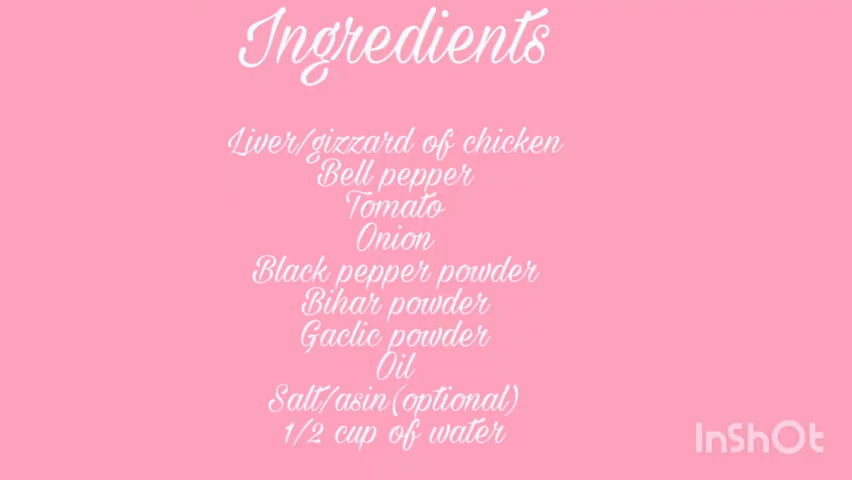 Ingredients
Liver/gizzard of chicken
Bell pepper
Tomato
Onion
Black pepper powder
Bihar powder
Gaclic powder
Oil
Salt/asin(optional)
1/2 cup of water
InShOt